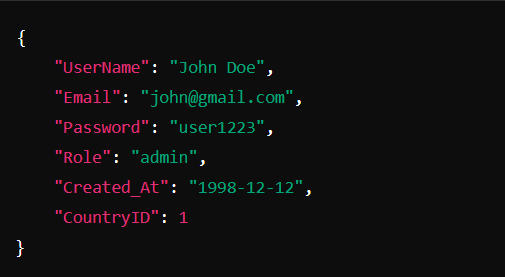 {
"UserName": "John Doe",
"Email": "john@gmail.com",
"Password": "user1223",
"Role": "admin",
"Created_At": "1998-12-12",
"CountryID": 1
}